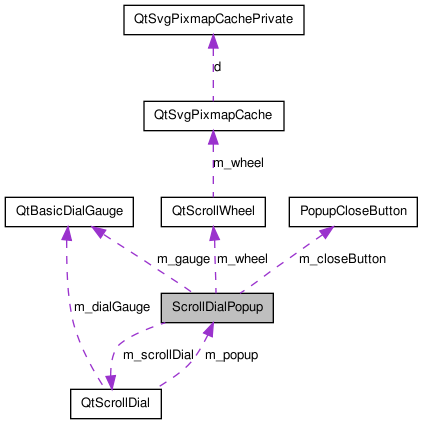 QtSvgPixmapCachePrivate
d
QtSvgPixmapCache
m_wheel
QtBasicDialGauge
QtScrollWheel
PopupCloseButton
m_gauge
m_wheel
m_closeButton
m_dialGauge
ScrollDialPopup
m_scrollDial
m_popup
QtScrollDial